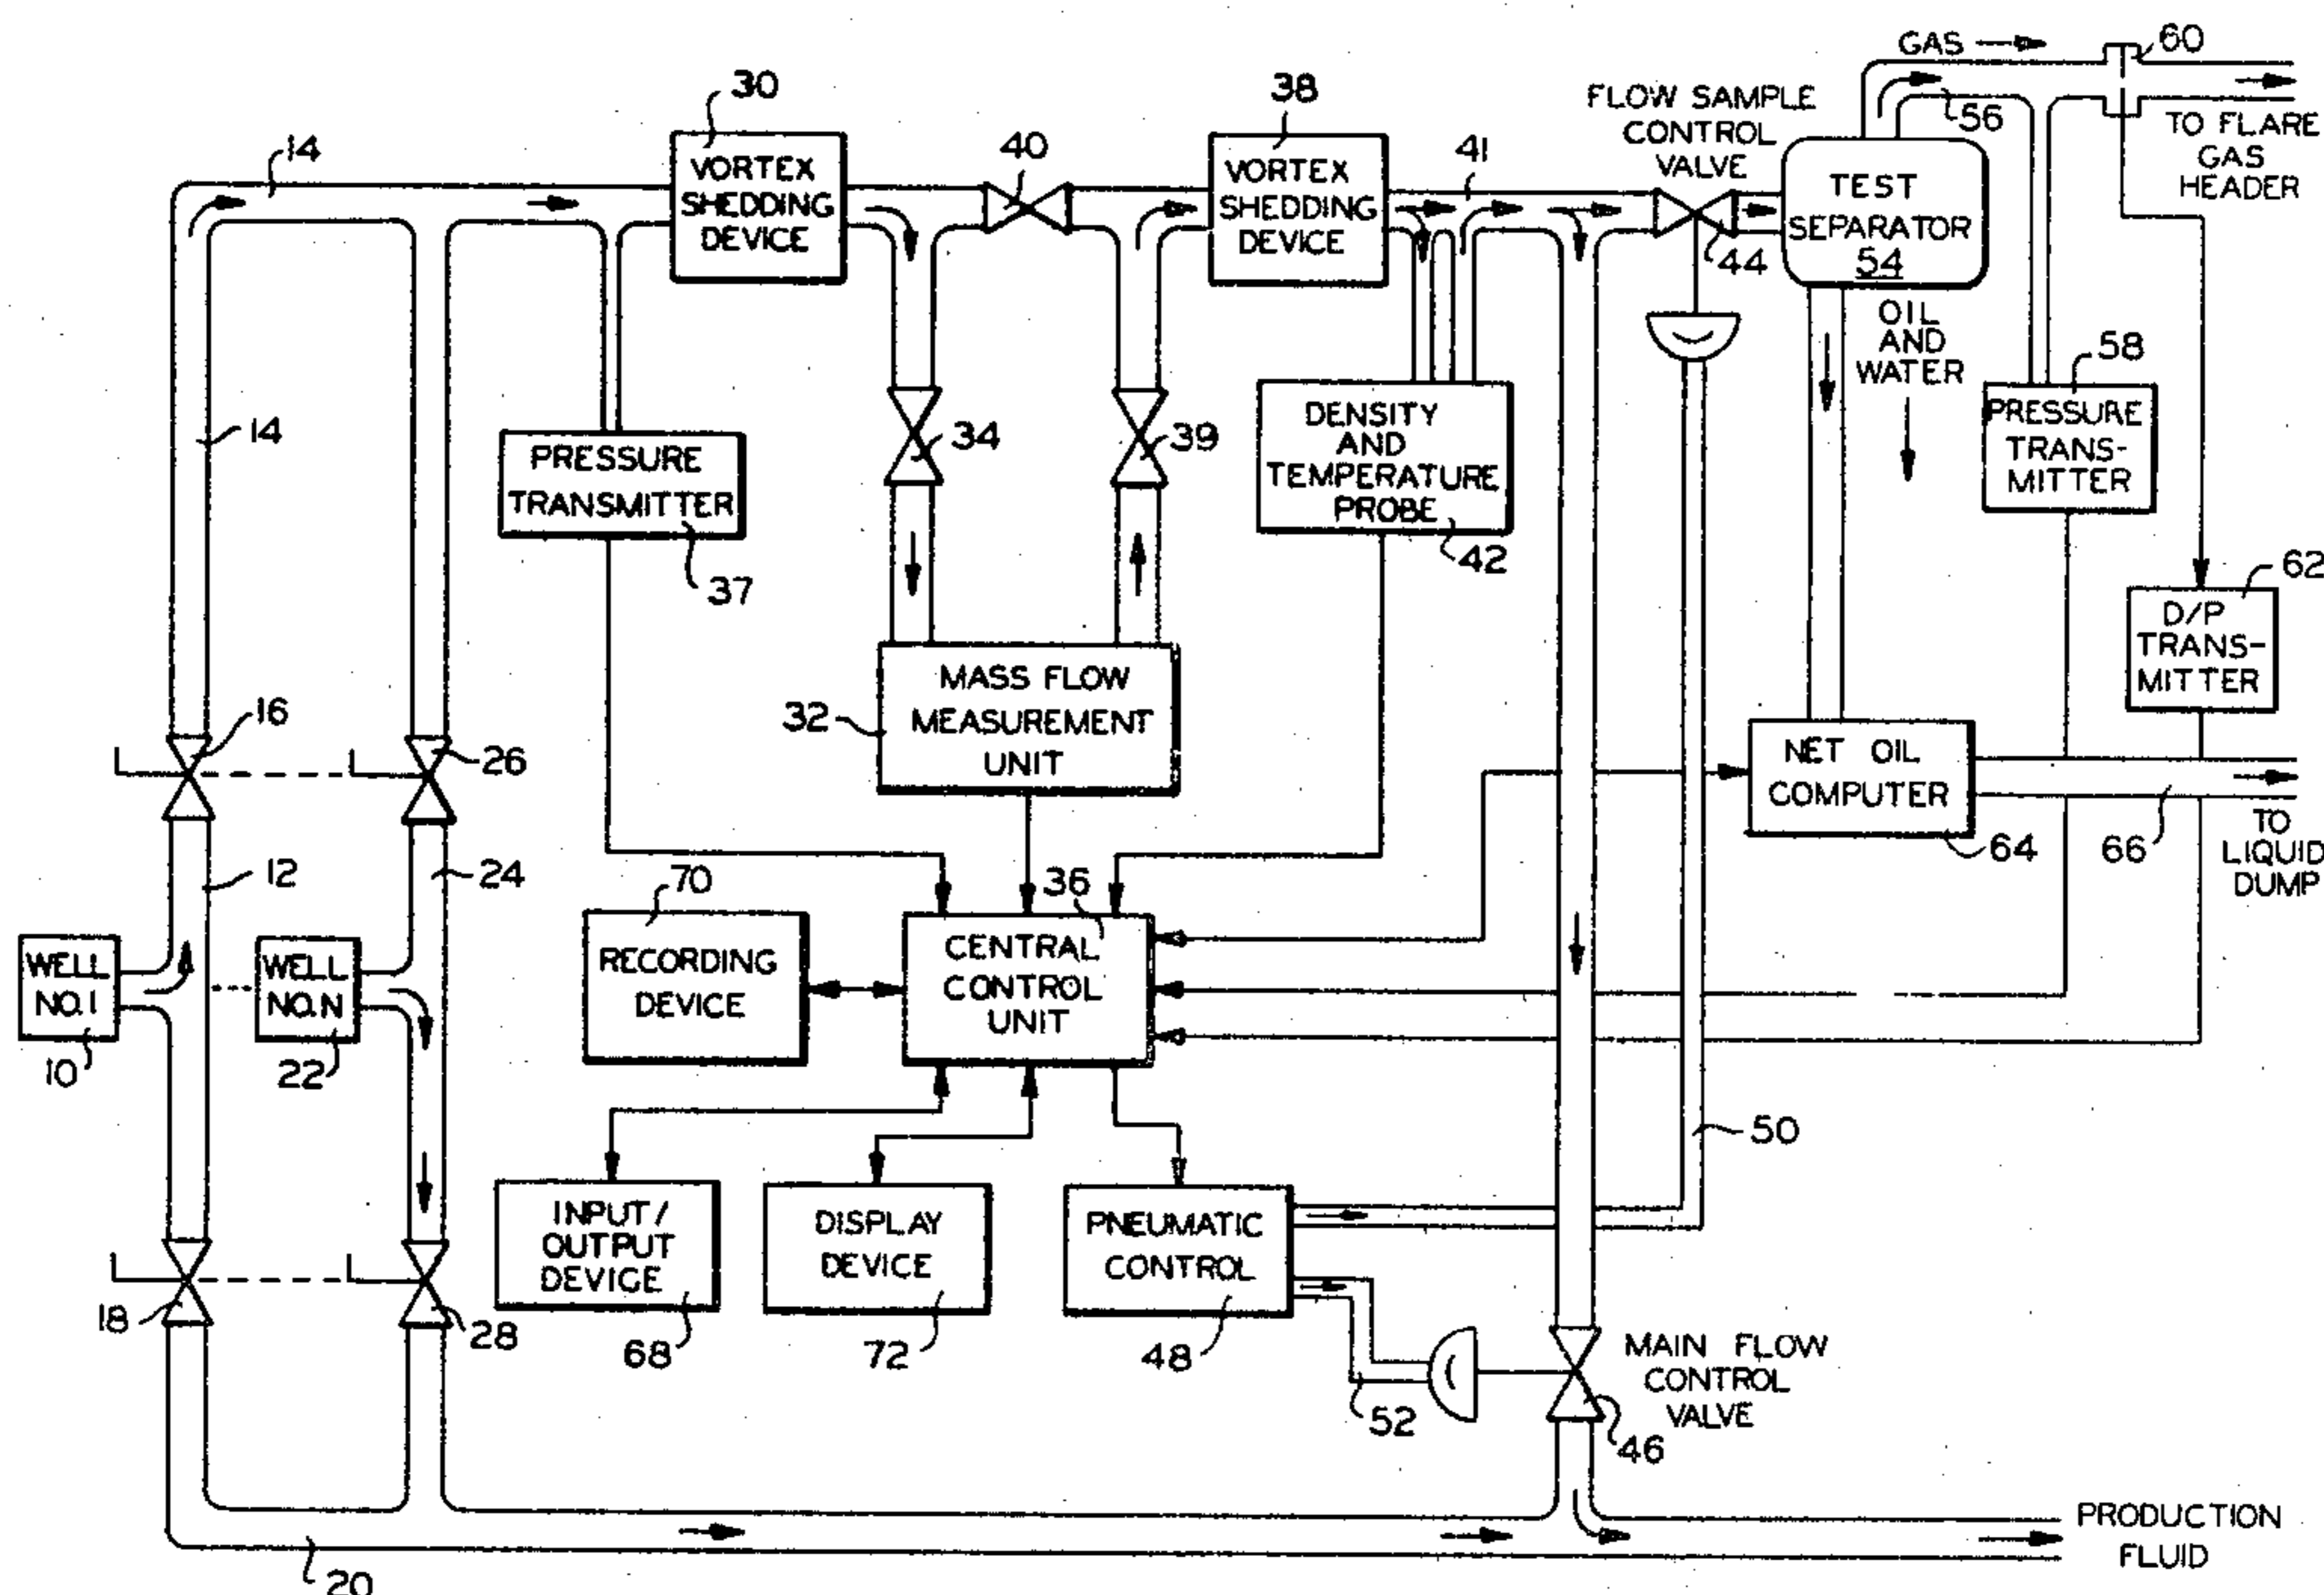 GAS
60
30
38
FLOW SAMPLE
CONTROL
VALVE
56
TO FLARE
GAS
HEADER
14
40
41
VORTEX
SHEDDING
DEVICE
VORTEX
SHEDDING
DEVICE
TEST
SEPARATOR
54
44
OIL
AND
WATER
58
PRESSURE
TRANS-
MITTER
14
PRESSURE
TRANSMITTER
37
34
39
DENSITY
AND
TEMPERATURE
PROBE
42
62
D/P
TRANS-
MITTER
16
26
32
MASS FLOW
MEASUREMENT
UNIT
NET OIL
COMPUTER
64
66
TO
LIQUID
DUMP
12
24
70
36
WELL
NO.1
10
WELL
NO.N
22
RECORDING
DEVICE
CENTRAL
CONTROL
UNIT
50
INPUT/
OUTPUT
DEVICE
68
DISPLAY
DEVICE
72
PNEUMATIC
CONTROL
48
18
28
52
MAIN FLOW
CONTROL
VALVE
46
20
PRODUCTION
FLUID